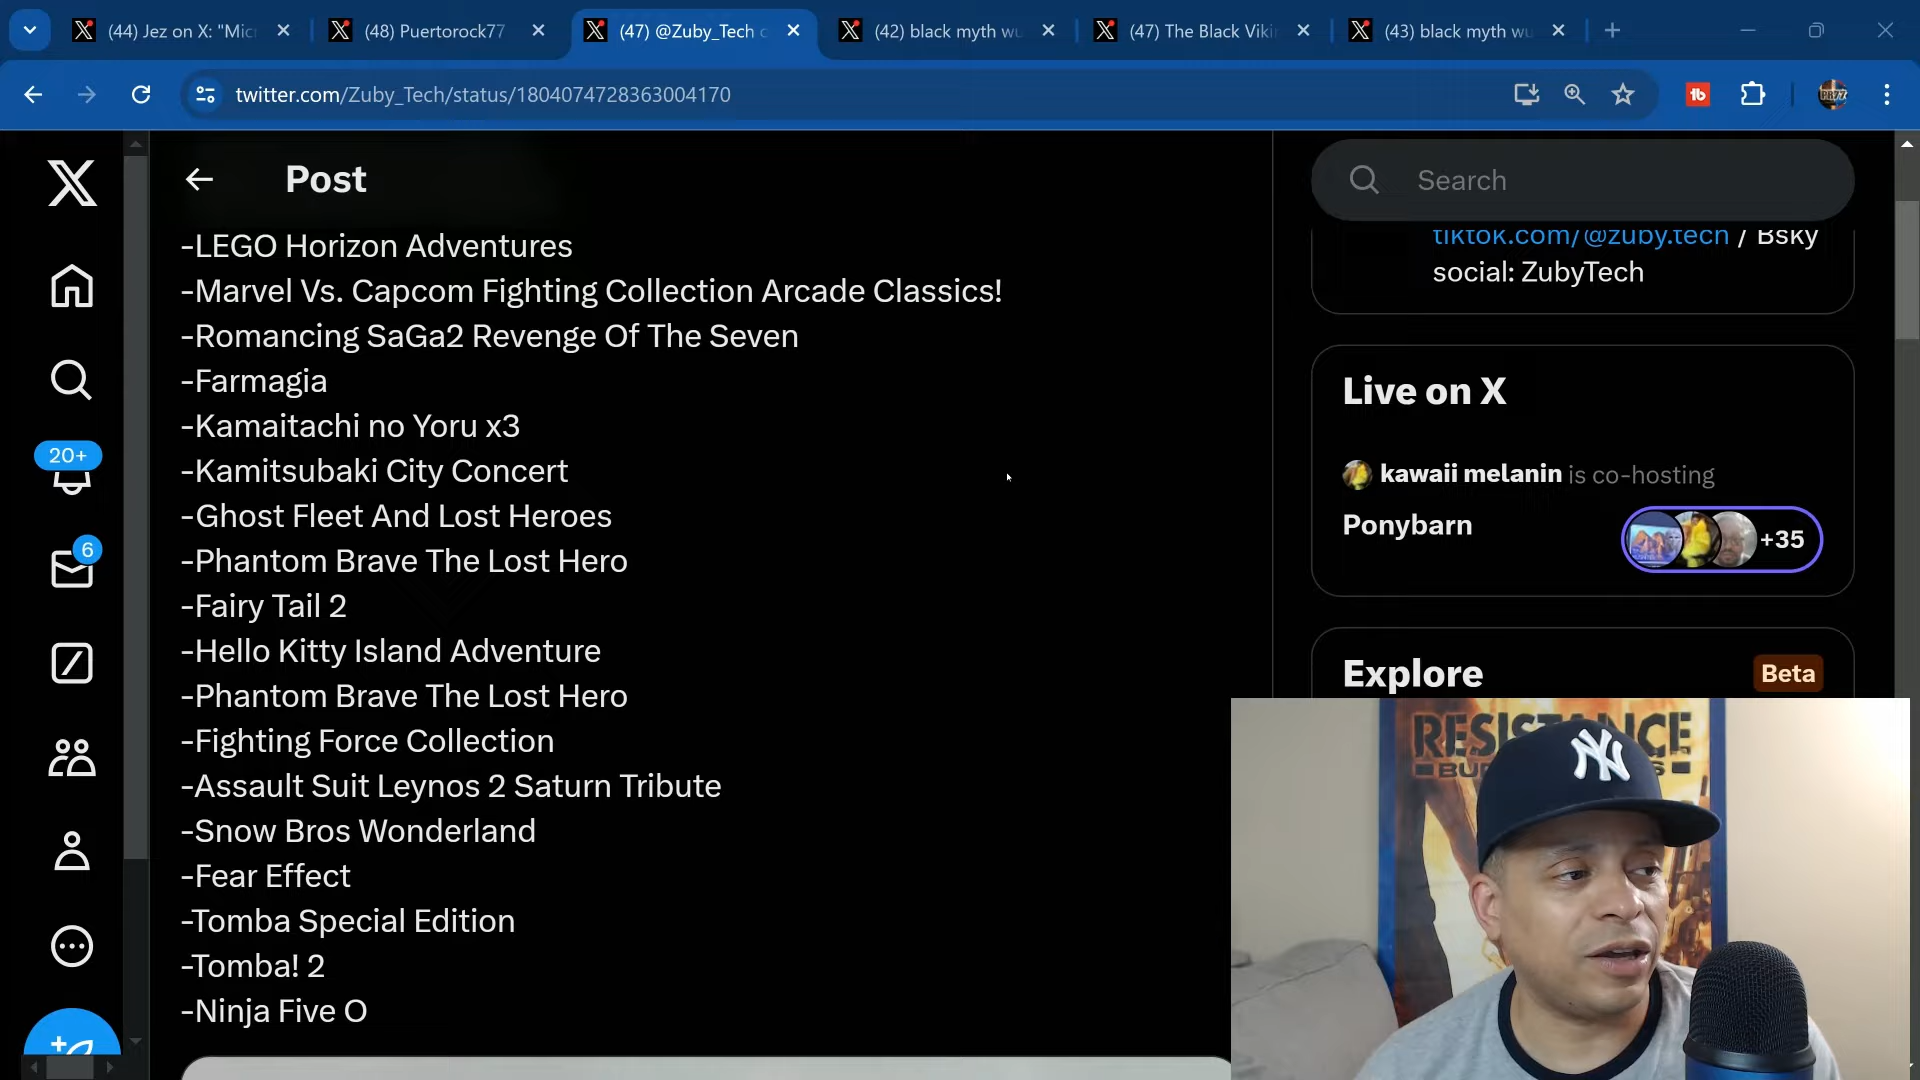 (44) Jez on X: "Mic
(48) Puertorock77
(47) @Zuby_Tech
(42) black myth wu
(47) The Black Viki
(43) black myth wu
twitter.com/Zuby_Tech/status/1804074728363004170
Post
-LEGO Horizon Adventures
-Marvel Vs. Capcom Fighting Collection Arcade Classics!
-Romancing SaGa2 Revenge Of The Seven
-Farmagia
-Kamaitachi no Yoru x3
-Kamitsubaki City Concert
-Ghost Fleet And Lost Heroes
-Phantom Brave The Lost Hero
-Fairy Tail 2
-Hello Kitty Island Adventure
-Phantom Brave The Lost Hero
-Fighting Force Collection
-Assault Suit Leynos 2 Saturn Tribute
-Snow Bros Wonderland
-Fear Effect
-Tomba Special Edition
-Tomba! 2
-Ninja Five O
20+
6
Search
tiktok.com/@zuby.tech / Bsky
social: ZubyTech
Live on X
kawaii melanin is co-hosting
Ponybarn
+35
Explore
Beta
NY